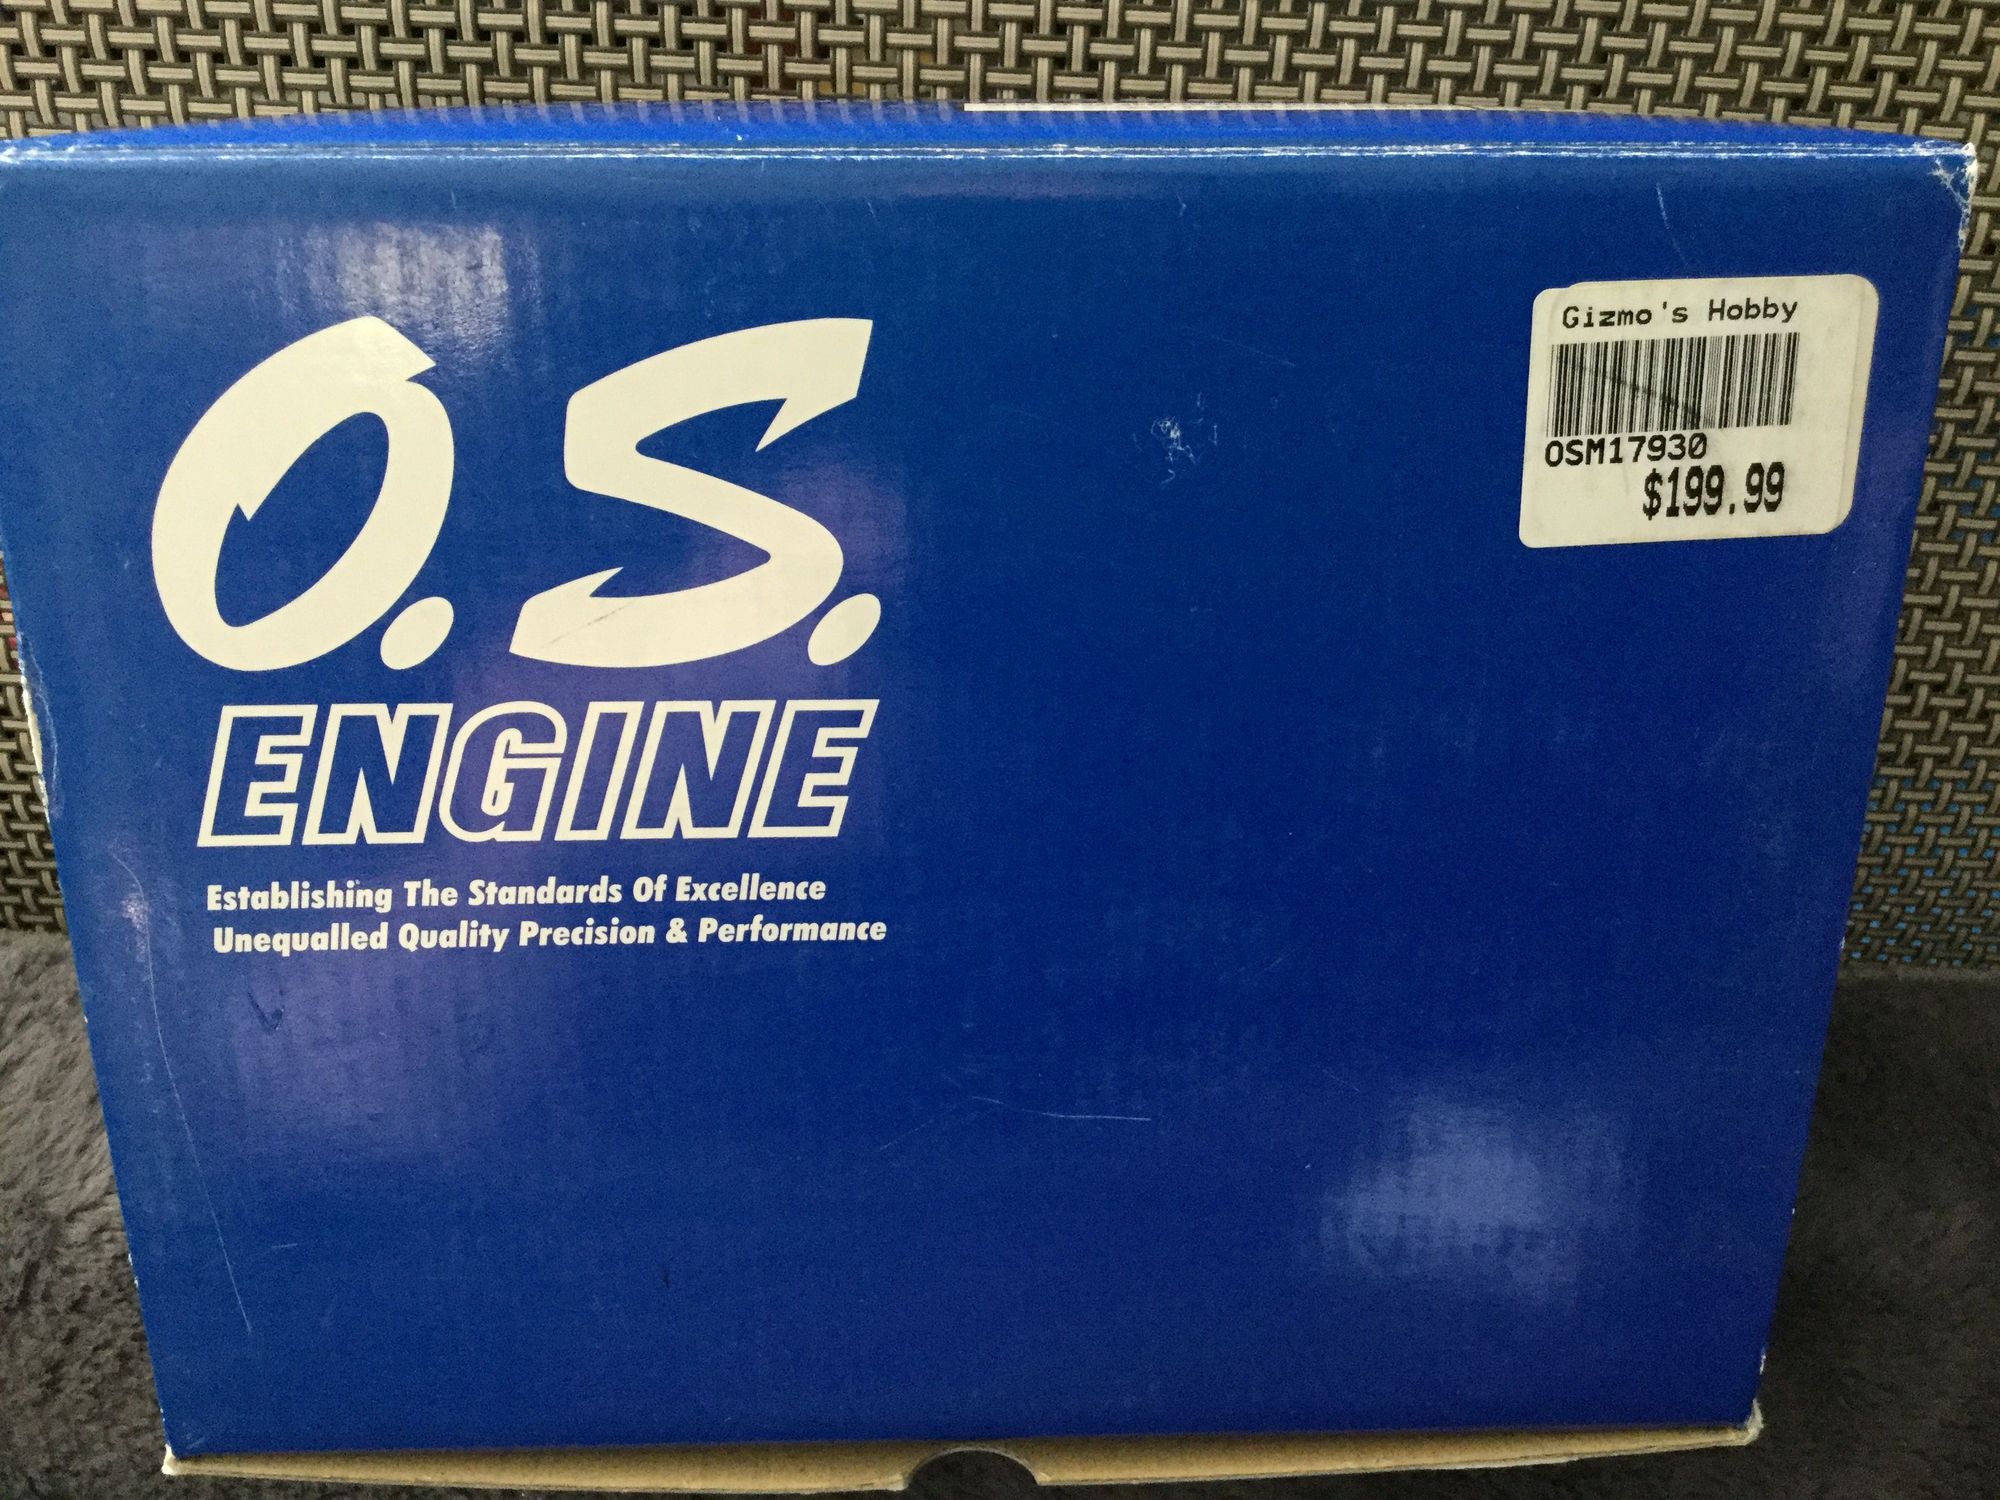 O.S.
ENGINE
Establishing The Standards Of Excellence
Unequalled Quality Precision & Performance
Gizmo's Hobby
OSM17930
$199.99